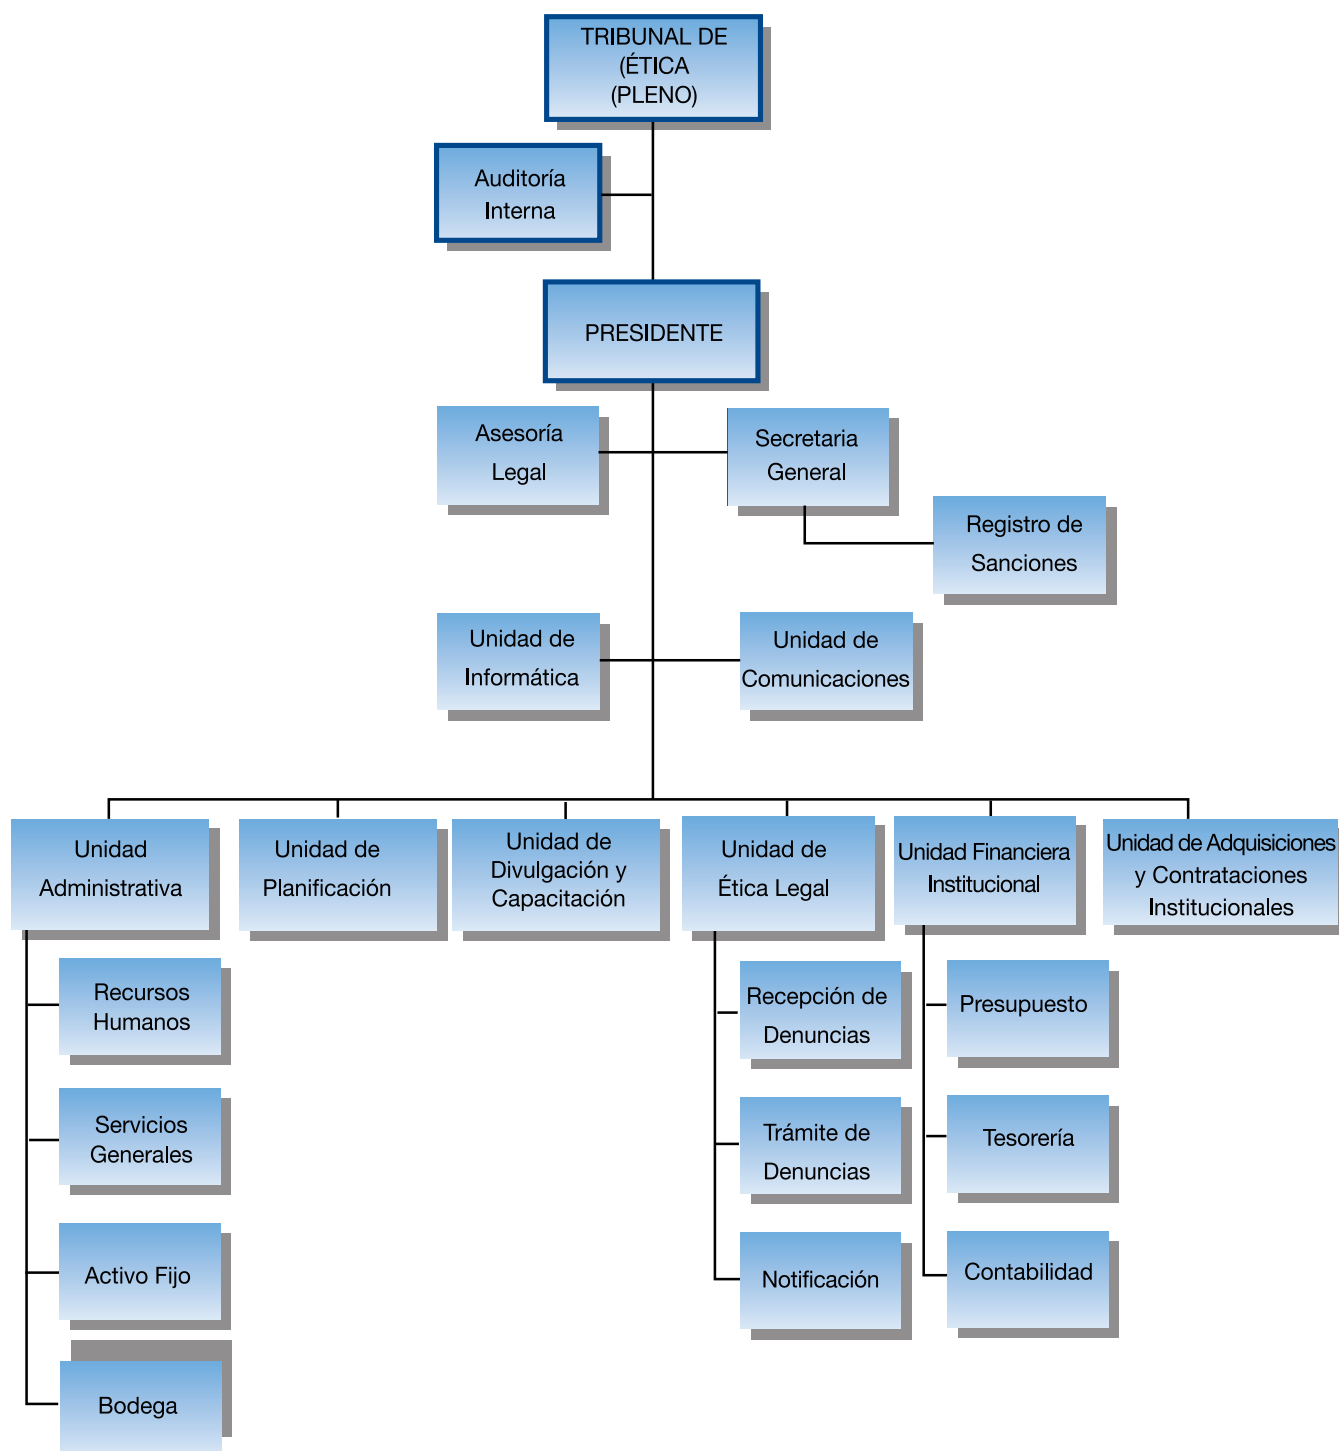 TRIBUNAL DE
(ÉTICA
(PLENO)
Auditoría
Interna
PRESIDENTE
Asesoría
Legal
Secretaria
General
Registro de
Sanciones
Unidad de
Informática
Unidad de
Comunicaciones
Unidad
Administrativa
Unidad de
Planificación
Unidad de
Divulgación y
Capacitación
Unidad de
Ética Legal
Unidad Financiera
Institucional
Unidad de Adquisiciones
y Contrataciones
Institucionales
Recursos
Humanos
Servicios
Generales
Activo Fijo
Bodega
Recepción de
Denuncias
Trámite de
Denuncias
Notificación
Presupuesto
Tesorería
Contabilidad